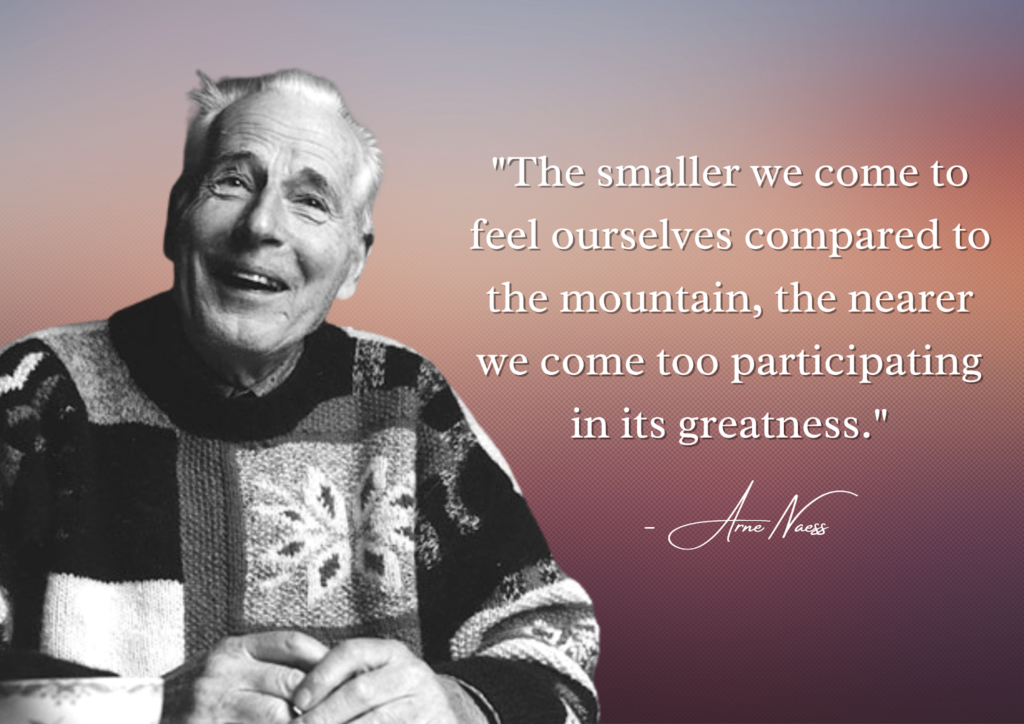 "The smaller we come to
feel ourselves compared to
the mountain, the nearer
we come too participating
in its greatness."
- Arne Naess